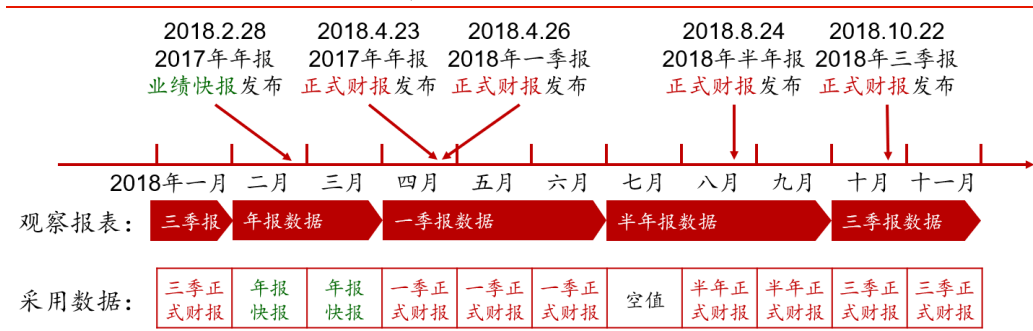 2018.2.28 2018.4.23 2018.4.26 2018.8.24 2018.10.22
2017年年报 2017年年报 2018年一季报 2018年半年报 2018年三季报
业绩快报发布 正式财报发布 正式财报发布 正式财报发布 正式财报发布
2018年一月 二月 三月 四月 五月 六月 七月 八月 九月 十月 十一月
观察报表： 三季报 年报数据 一季报数据 半年报数据 三季报数据
采用数据： 三季正式财报 年报快报 年报快报 一季正式财报 一季正式财报 一季正式财报 空值 半年正式财报 半年正式财报 三季正式财报 三季正式财报